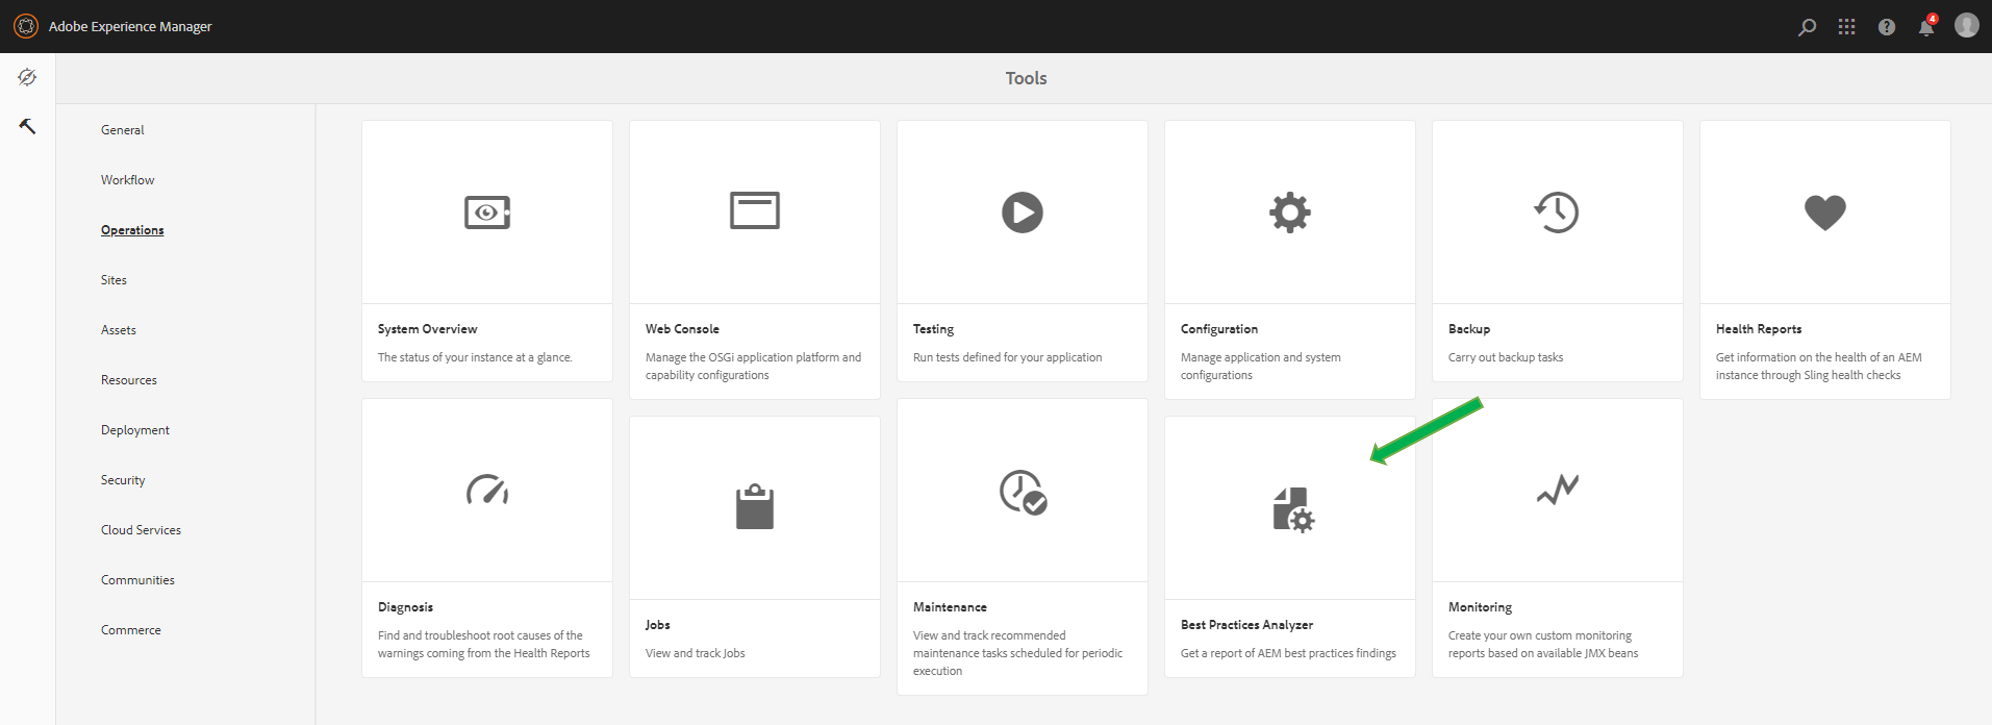 Adobe Experience Manager
4
Tools
General
Workflow
Operations
Sites
Assets
Resources
Deployment
Security
Cloud Services
Communities
Commerce
System Overview
The status of your instance at a glance.
Web Console
Manage the OSGi application platform and
capability configurations
Testing
Run tests defined for your application
Configuration
Manage application and system
configurations
Backup
Carry out backup tasks
Health Reports
Get information on the health of an AEM
instance through Sling health checks
Diagnosis
Find and troubleshoot root causes of the
warnings coming from the Health Reports
Jobs
View and track Jobs
Maintenance
View and track recommended
maintenance tasks scheduled for periodic
execution
Best Practices Analyzer
Get a report of AEM best practices findings
Monitoring
Create your own custom monitoring
reports based on available JMX beans